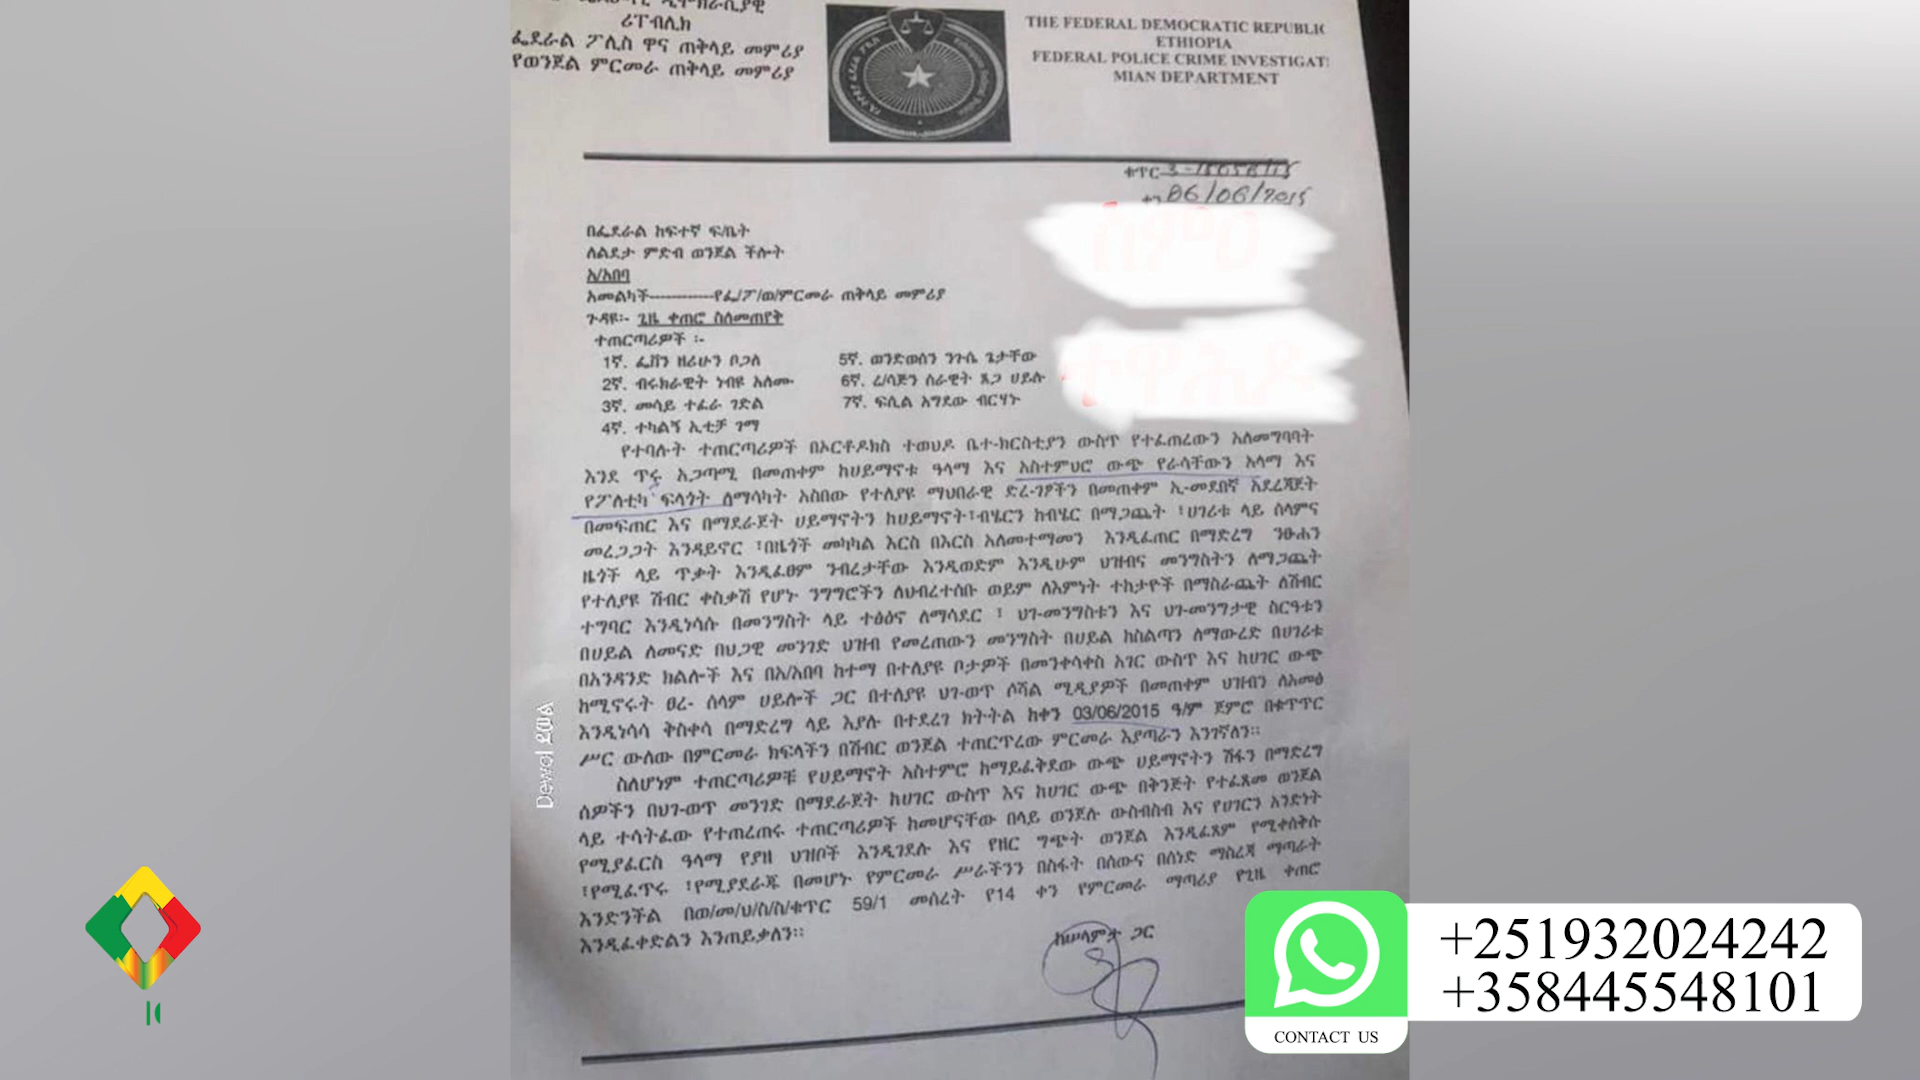 ሪፐብሊክ
ፌደራል ፖሊስ ዋና ጠቅላይ መምሪያ
የወንጀል ምርመራ ጠቅላይ መምሪያ
THE FEDERAL DEMOCRATIC REPUBLIC
ETHIOPIA
FEDERAL POLICE CRIME INVESTIGAT
MIAN DEPARTMENT
ቁጥር
ቀን 06/06/2015
በፌደራል ከፍተኛ ፍ/ቤት
ለልደታ ምድብ ወንጀል ችሎት
አ/አበባ
አመልካች------------የፌ/ፖ/ወ/ምርመራ ጠቅላይ መምሪያ
ጉዳዩ፡- ጊዜ ቀጠሮ ስለመጠየቅ
ተጠርጣሪዎች ፡-
1ኛ. ፌቨን ዘሪሁን ቦጋለ
2ኛ. ብሩክራዊት ነብዩ አለሙ
3ኛ. መሳይ ተፈራ ገድል
4ኛ. ተካልኝ ኢቲቻ ገማ
5ኛ. ወንድወሰን ንጉሴ ጌታቸው
6ኛ. ረ/ሳጅን ሰራዊት ጸጋ ሀይሉ
7ኛ. ፍሲል አግደው ብርሃኑ
የተባሉት ተጠርጣሪዎች በኦርቶዶክስ ተወህዶ ቤተ-ክርስቲያን ውስጥ የተፈጠረውን አለመግባባት
እንደ ጥሩ አጋጣሚ በመጠቀም ከሀይማኖቱ ዓላማ እና አስተምህሮ ውጭ የራሳቸውን አላማ እና
የፖለቲካ ፍላጎት ለማሳካት አስበው የተለያዩ ማህበራዊ ድረ-ገፆችን በመጠቀም ኢ-መደበኛ አደረጃጀት
በመፍጠር እና በማደራጀት ሀይማኖትን ከሀይማኖት፣ብሄርን ከብሄር በማጋጨት ፣ሀገሪቱ ላይ ሰላምና
መረጋጋት እንዳይኖር ፣በዜጎች መካከል እርስ በእርስ አለመተማመን እንዲፈጠር በማድረግ ንፁሐን
ዜጎች ላይ ጥቃት እንዲፈፀም ንብረታቸው እንዲወድም እንዲሁም ህዝብና መንግስትን ለማጋጨት
የተለያዩ ሽብር ቀስቃሽ የሆኑ ንግግሮችን ለህብረተሰቡ ወይም ለእምነት ተከታዮች በማሰራጨት ለሽብር
ተግባር እንዲነሳሱ በመንግስት ላይ ተፅዕኖ ለማሳደር ፣ ህገ-መንግስቱን እና ህገ-መንግታዊ ስርዓቱን
በሀይል ለመናድ በህጋዊ መንገድ ህዝብ የመረጠውን መንግስት በሀይል ከስልጣን ለማውረድ በሀገሪቱ
በአንዳንድ ክልሎች እና በአ/አበባ ከተማ በተለያዩ ቦታዎች በመንቀሳቀስ አገር ውስጥ እና ከሀገር ውጭ
ከሚኖሩት ፀረ- ሰላም ሀይሎች ጋር በተለያዩ ህገ-ወጥ ሶሻል ሚዲያዎች በመጠቀም ህዝብን ለአመፅ
እንዲነሳሳ ቅስቀሳ በማድረግ ላይ እያሉ በተደረገ ክትትል ከቀን 03/06/2015 ዓ/ም ጀምሮ በቁጥጥር
ሥር ውለው በምርመራ ክፍላችን በሽብር ወንጀል ተጠርጥረው ምርመራ እያጣራን እንገኛለን።
ስለሆነም ተጠርጣሪዎቹ የሀይማኖት አስተምሮ ከማይፈቅደው ውጭ ሀይማኖትን ሽፋን በማድረግ
ሰዎችን በህገ-ወጥ መንገድ በማደራጀት ከሀገር ውስጥ እና ከሀገር ውጭ በቅንጅት የተፈጸመ ወንጀል
ላይ ተሳትፈው የተጠረጠሩ ተጠርጣሪዎች ከመሆናቸው በላይ ወንጀሉ ውስብስብ እና የሀገርን አንድነት
የሚያፈርስ ዓላማ የያዘ ህዝቦች እንዲገደሉ እና የዘር ግጭት ወንጀል እንዲፈጸም የሚቀሰቅሱ
፣የሚፈጥሩ ፣የሚያደራጁ በመሆኑ የምርመራ ሥራችንን በስፋት በሰውና በሰነድ ማስረጃ ማጣራት
እንድንችል በወ/መ/ህ/ስ/ስ/ቁጥር 59/1 መሰረት የ14 ቀን የምርመራ ማጣሪያ የጊዜ ቀጠሮ
እንዲፈቀድልን እንጠይቃለን።
ከሠላምታ ጋር
Dewol ደወል
CONTACT US
+251932024242
+358445548101